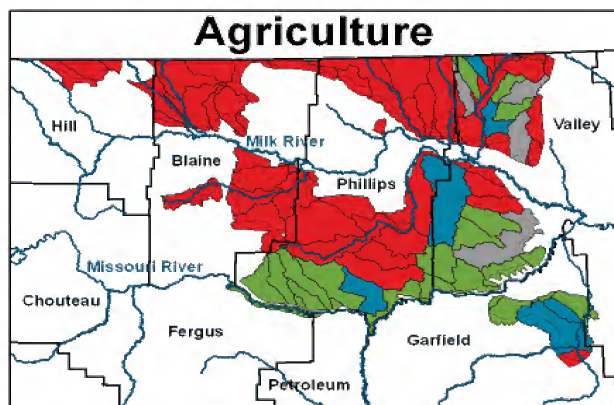 Agriculture
Hill
Valley
Milk River
Blaine
Phillips
Missouri River
Chouteau
Fergus
Garfield
Petroleum